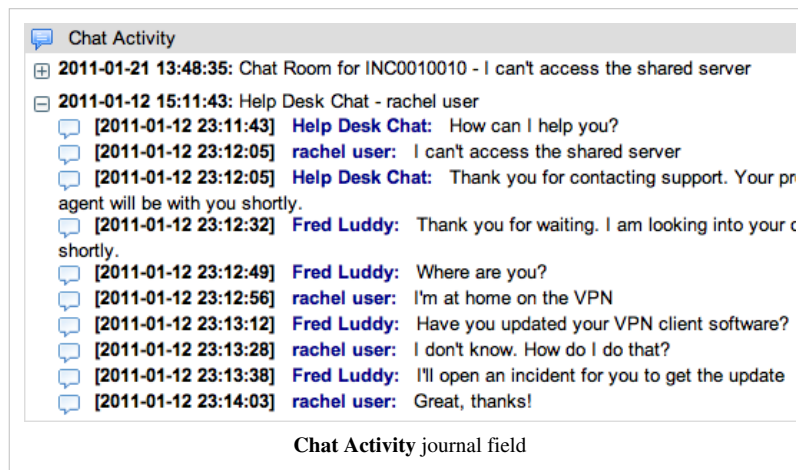 Chat Activity
2011-01-21 13:48:35: Chat Room for INC0010010 - I can't access the shared server
2011-01-12 15:11:43: Help Desk Chat - rachel user
[2011-01-12 23:11:43] Help Desk Chat: How can I help you?
[2011-01-12 23:12:05] rachel user: I can't access the shared server
[2011-01-12 23:12:05] Help Desk Chat: Thank you for contacting support. Your
agent will be with you shortly.
[2011-01-12 23:12:32] Fred Luddy: Thank you for waiting. I am looking into your
shortly.
[2011-01-12 23:12:49] Fred Luddy: Where are you?
[2011-01-12 23:12:56] rachel user: I'm at home on the VPN
[2011-01-12 23:13:12] Fred Luddy: Have you updated your VPN client software?
[2011-01-12 23:13:28] rachel user: I don't know. How do I do that?
[2011-01-12 23:13:38] Fred Luddy: I'll open an incident for you to get the update
[2011-01-12 23:14:03] rachel user: Great, thanks!
Chat Activity journal field